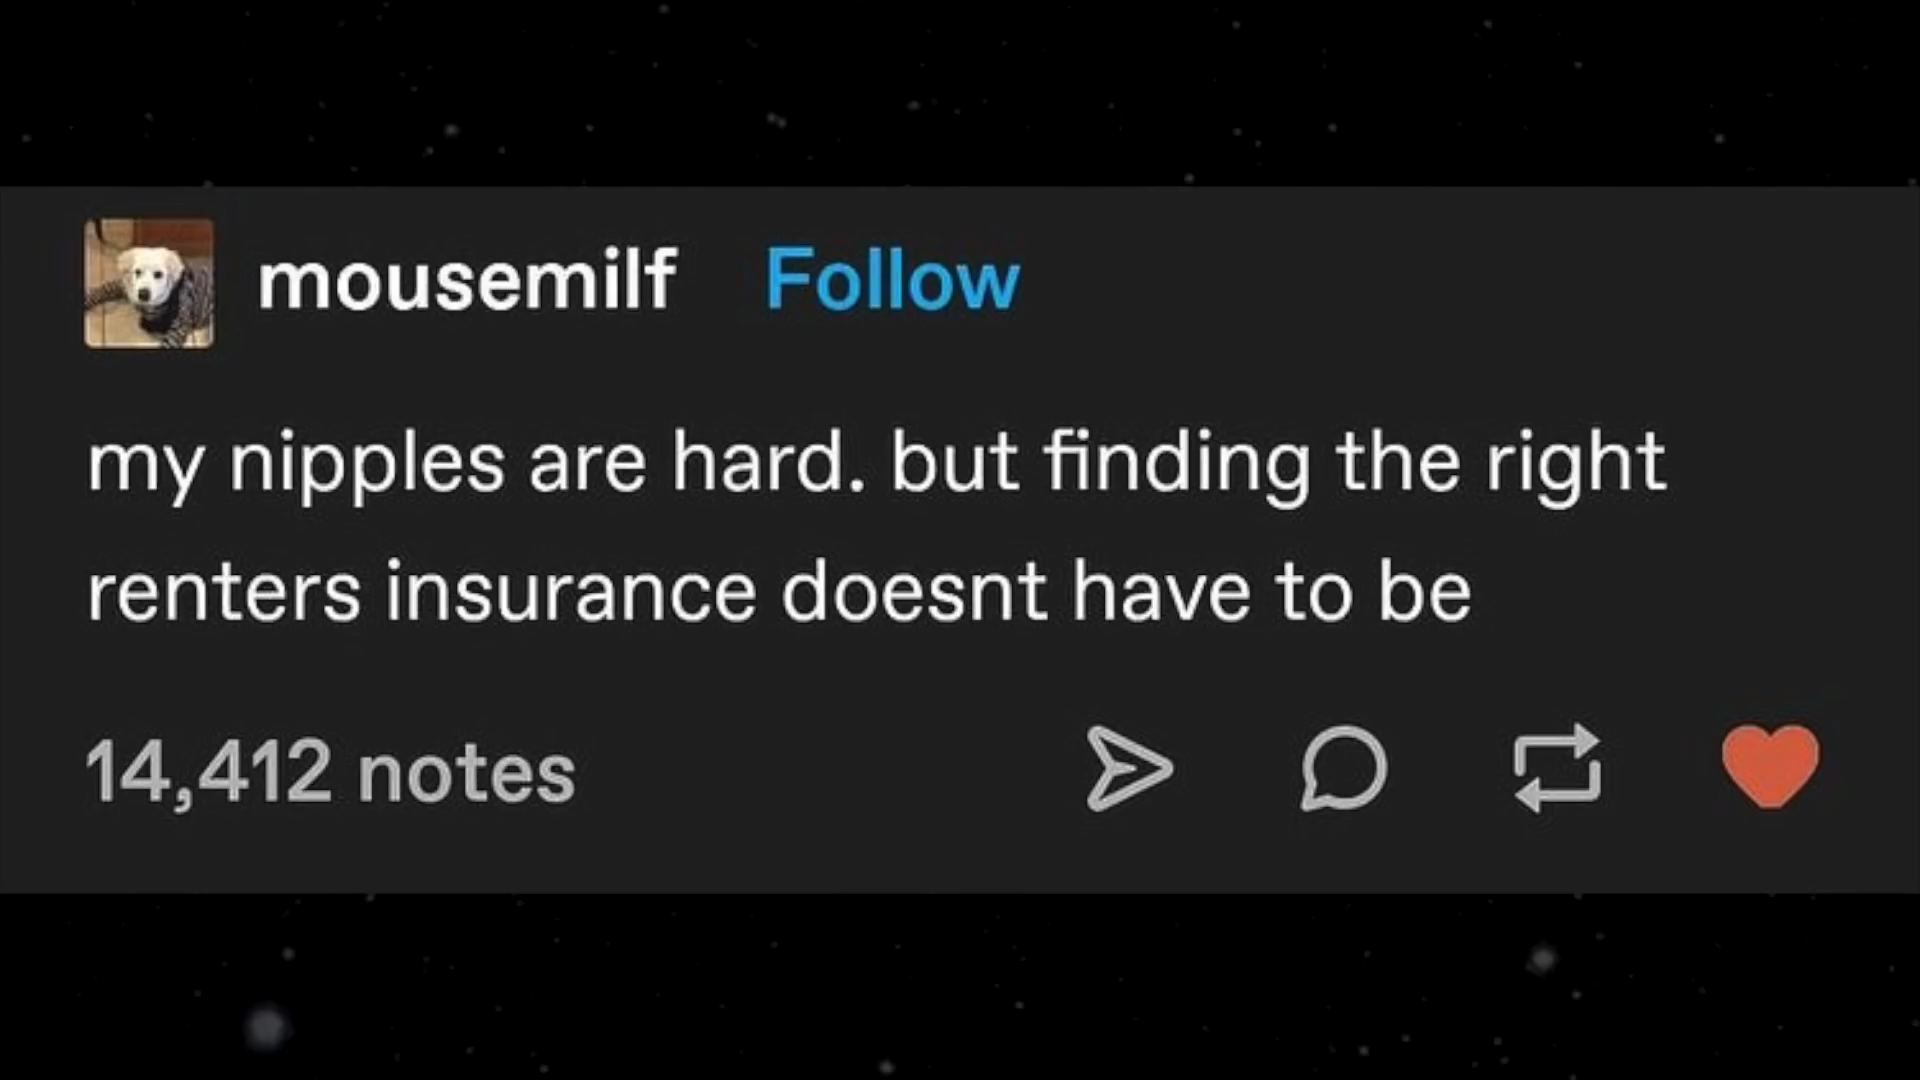 mousemilf Follow
my nipples are hard. but finding the right
renters insurance doesnt have to be
14,412 notes